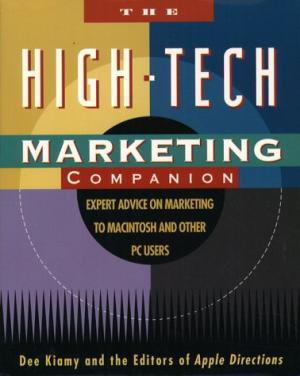 THE
HIGH-TECH
MARKETING
COMPANION
EXPERT ADVICE ON MARKETING
TO MACINTOSH AND OTHER
PC USERS
Dee Kiamy and the Editors of Apple Directions